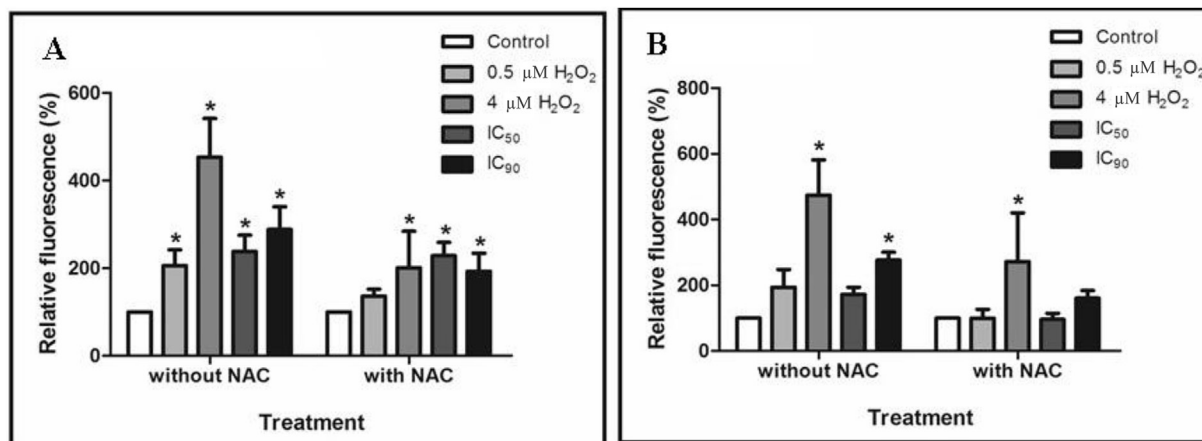 A
Control
0.5 µM H₂O₂
4 µM H₂O₂
IC₅₀
IC₉₀
Relative fluorescence (%)
600
400
200
0
* * * * * * *
without NAC
with NAC
Treatment
B
Control
0.5 µM H₂O₂
4 µM H₂O₂
IC₅₀
IC₉₀
Relative fluorescence (%)
800
600
400
200
0
* * *
without NAC
with NAC
Treatment